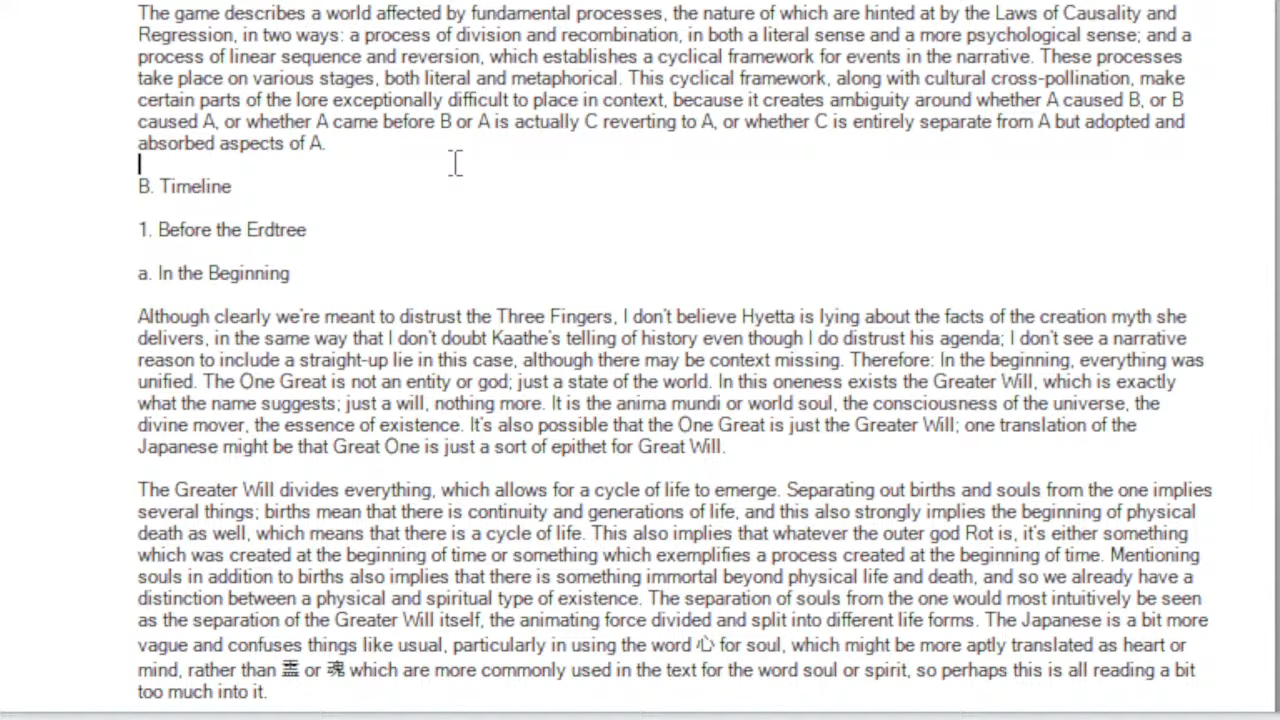 The game describes a world affected by fundamental processes, the nature of which are hinted at by the Laws of Causality and
Regression, in two ways: a process of division and recombination, in both a literal sense and a more psychological sense; and a
process of linear sequence and reversion, which establishes a cyclical framework for events in the narrative. These processes
take place on various stages, both literal and metaphorical. This cyclical framework, along with cultural cross-pollination, make
certain parts of the lore exceptionally difficult to place in context, because it creates ambiguity around whether A caused B, or B
caused A, or whether A came before B or A is actually C reverting to A, or whether C is entirely separate from A but adopted and
absorbed aspects of A.
B. Timeline
1. Before the Erdtree
a. In the Beginning
Although clearly we're meant to distrust the Three Fingers, I don't believe Hyetta is lying about the facts of the creation myth she
delivers, in the same way that I don't doubt Kaathe's telling of history even though I do distrust his agenda; I don't see a narrative
reason to include a straight-up lie in this case, although there may be context missing. Therefore: In the beginning, everything was
unified. The One Great is not an entity or god; just a state of the world. In this oneness exists the Greater Will, which is exactly
what the name suggests; just a will, nothing more. It is the anima mundi or world soul, the consciousness of the universe, the
divine mover, the essence of existence. It's also possible that the One Great is just the Greater Will; one translation of the
Japanese might be that Great One is just a sort of epithet for Great Will.
The Greater Will divides everything, which allows for a cycle of life to emerge. Separating out births and souls from the one implies
several things; births mean that there is continuity and generations of life, and this also strongly implies the beginning of physical
death as well, which means that there is a cycle of life. This also implies that whatever the outer god Rot is, it's either something
which was created at the beginning of time or something which exemplifies a process created at the beginning of time. Mentioning
souls in addition to births also implies that there is something immortal beyond physical life and death, and so we already have a
distinction between a physical and spiritual type of existence. The separation of souls from the one would most intuitively be seen
as the separation of the Greater Will itself, the animating force divided and split into different life forms. The Japanese is a bit more
vague and confuses things like usual, particularly in using the word 心 for soul, which might be more aptly translated as heart or
mind, rather than 霊 or 魂 which are more commonly used in the text for the word soul or spirit, so perhaps this is all reading a bit
too much into it.